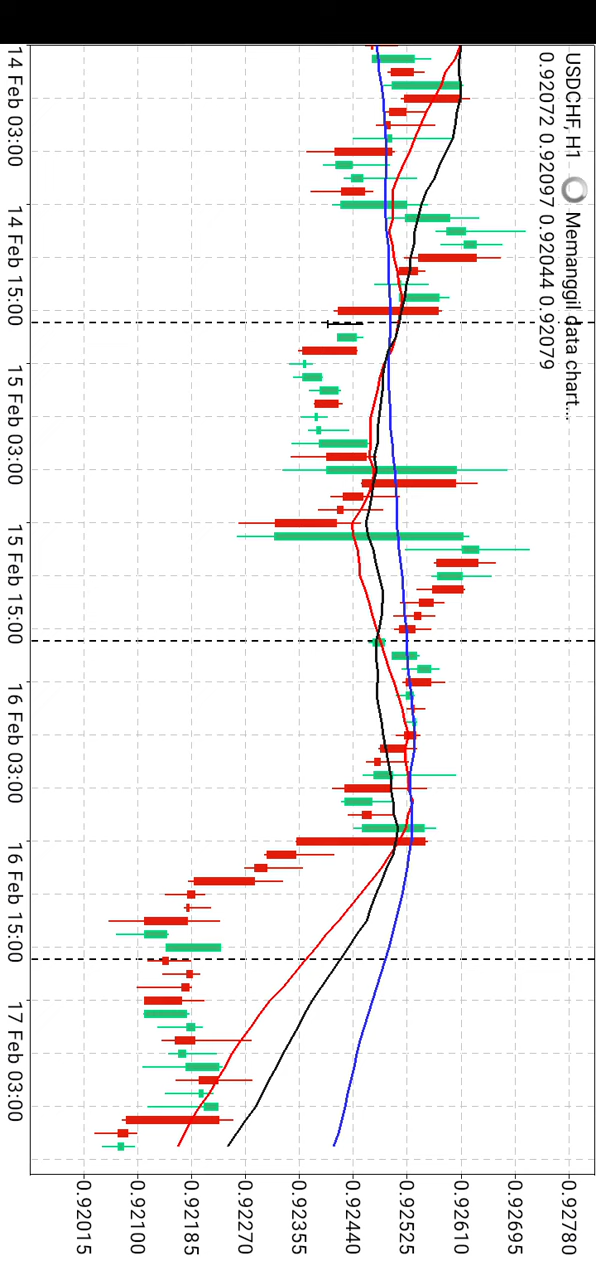 USDCHF, H1 Memanggil data chart...
0.92072 0.92097 0.92044 0.92079
0.92780
0.92695
0.92610
0.92525
0.92440
0.92355
0.92270
0.92185
0.92100
0.92015
14 Feb 03:00
14 Feb 15:00
15 Feb 03:00
15 Feb 15:00
16 Feb 03:00
16 Feb 15:00
17 Feb 03:00